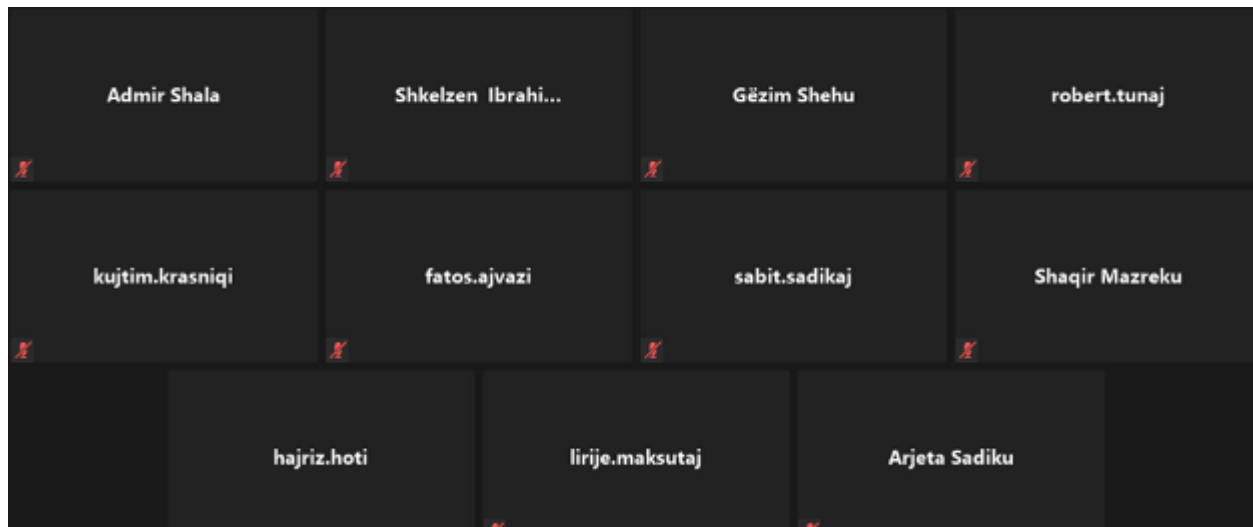 Admir Shala
Shkelzen Ibrahi...
Gëzim Shehu
robert.tunaj
kujtim.krasniqi
fatos.ajvazi
sabit.sadikaj
Shaqir Mazreku
hajriz.hoti
lirije.maksutaj
Arjeta Sadiku